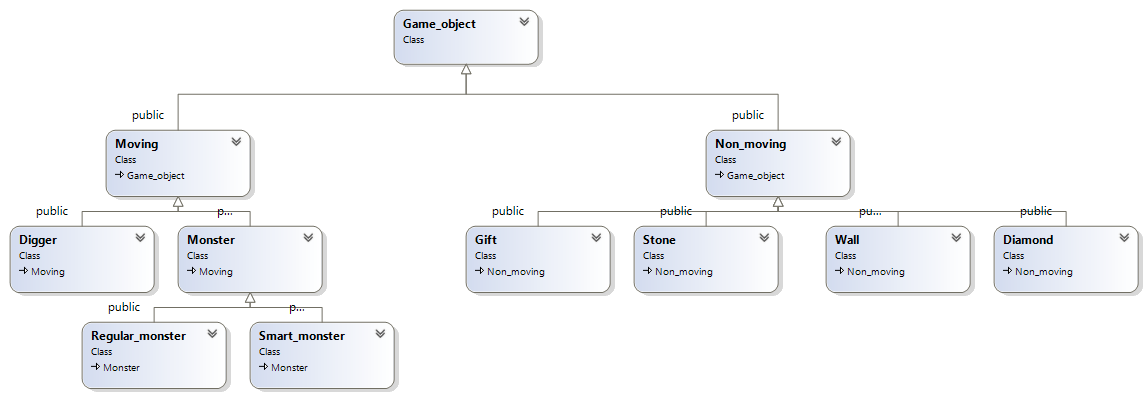 Game_object
Class
public
public
Moving
Class
Game_object
Non_moving
Class
Game_object
public
p...
public
public
pu...
public
Digger
Class
Moving
Monster
Class
Moving
Gift
Class
Non_moving
Stone
Class
Non_moving
Wall
Class
Non_moving
Diamond
Class
Non_moving
public
p...
Regular_monster
Class
Monster
Smart_monster
Class
Monster